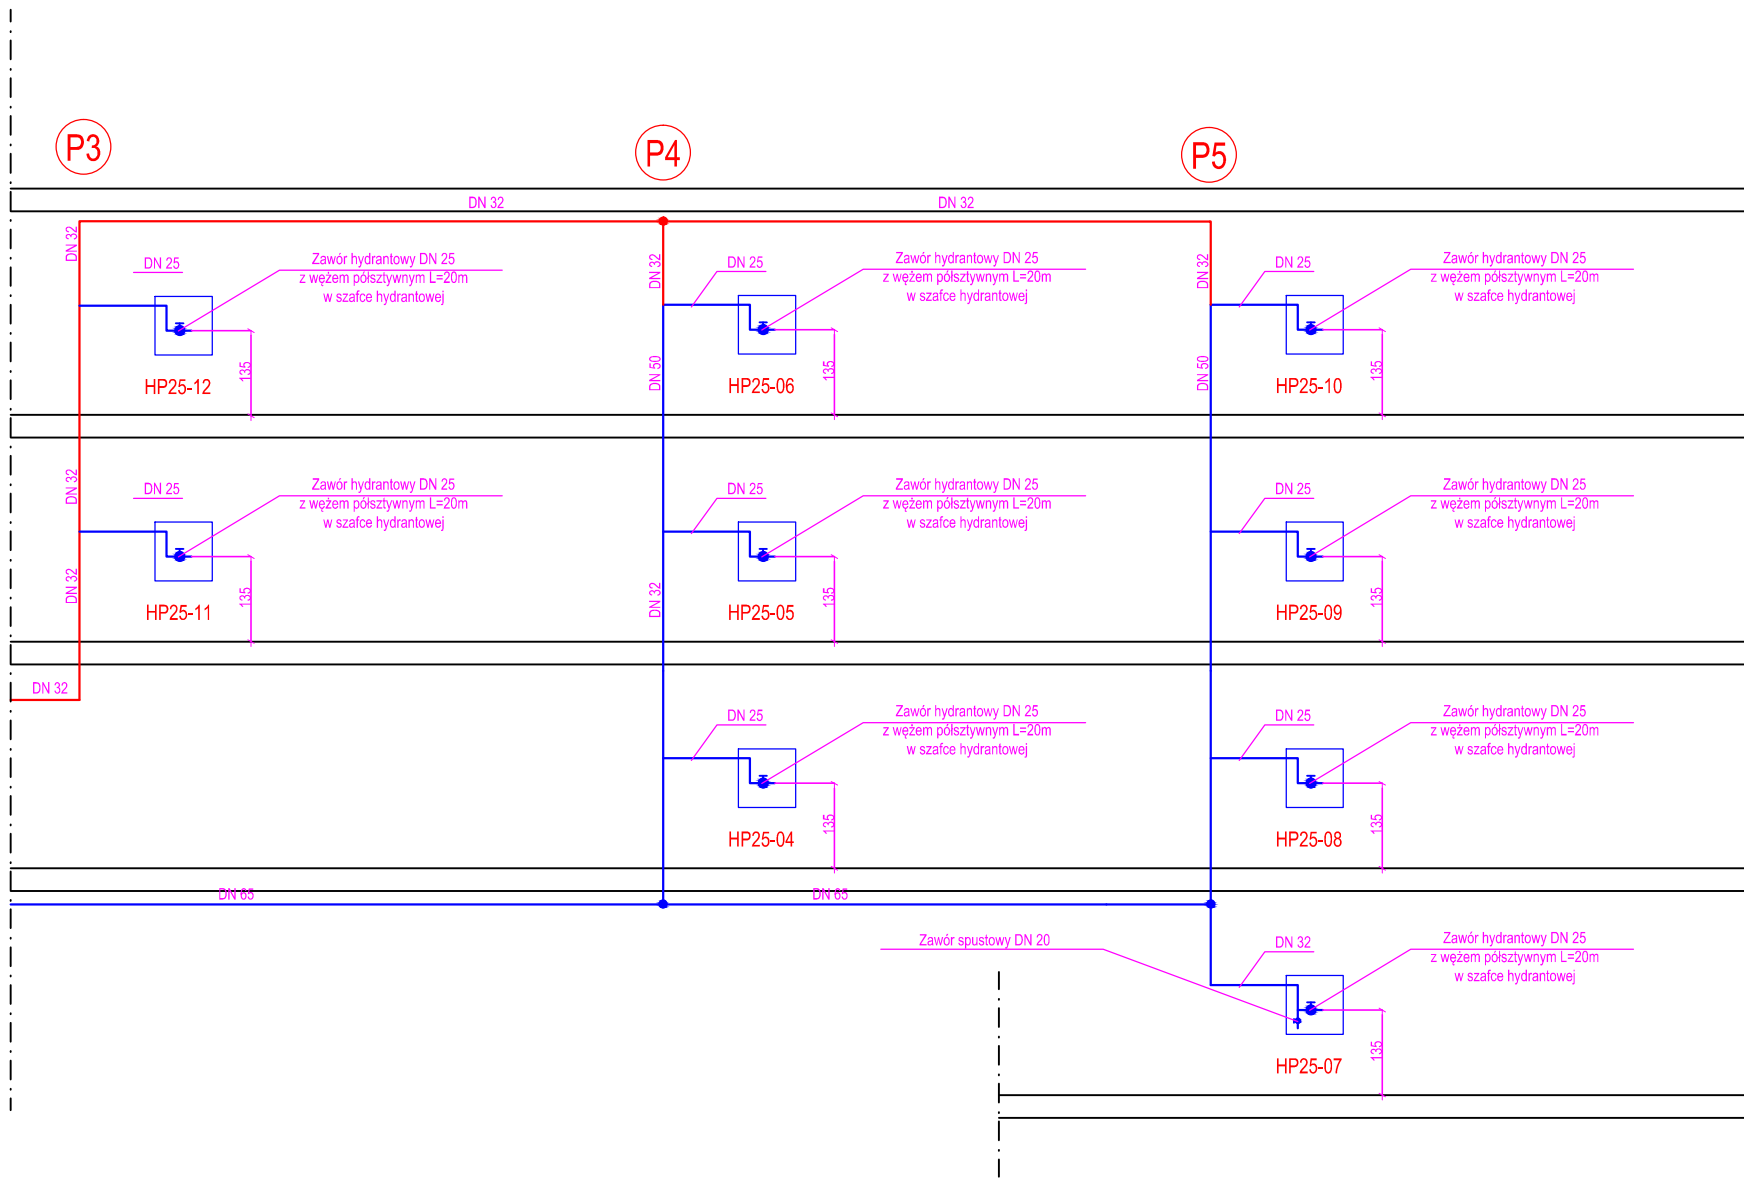 P3
P4
P5
DN 32
DN 32
DN 32
DN 32
DN 32
DN 25
Zawór hydrantowy DN 25
z wężem półsztywnym L=20m
w szafce hydrantowej
DN 25
Zawór hydrantowy DN 25
z wężem półsztywnym L=20m
w szafce hydrantowej
DN 25
Zawór hydrantowy DN 25
z wężem półsztywnym L=20m
w szafce hydrantowej
135
DN 50
135
DN 50
135
HP25-12
HP25-06
HP25-10
DN 32
DN 25
Zawór hydrantowy DN 25
z wężem półsztywnym L=20m
w szafce hydrantowej
DN 25
Zawór hydrantowy DN 25
z wężem półsztywnym L=20m
w szafce hydrantowej
DN 25
Zawór hydrantowy DN 25
z wężem półsztywnym L=20m
w szafce hydrantowej
DN 32
135
DN 32
135
135
HP25-11
HP25-05
HP25-09
DN 32
DN 25
Zawór hydrantowy DN 25
z wężem półsztywnym L=20m
w szafce hydrantowej
DN 25
Zawór hydrantowy DN 25
z wężem półsztywnym L=20m
w szafce hydrantowej
135
135
HP25-04
HP25-08
DN 65
DN 65
Zawór spustowy DN 20
DN 32
Zawór hydrantowy DN 25
z wężem półsztywnym L=20m
w szafce hydrantowej
135
HP25-07